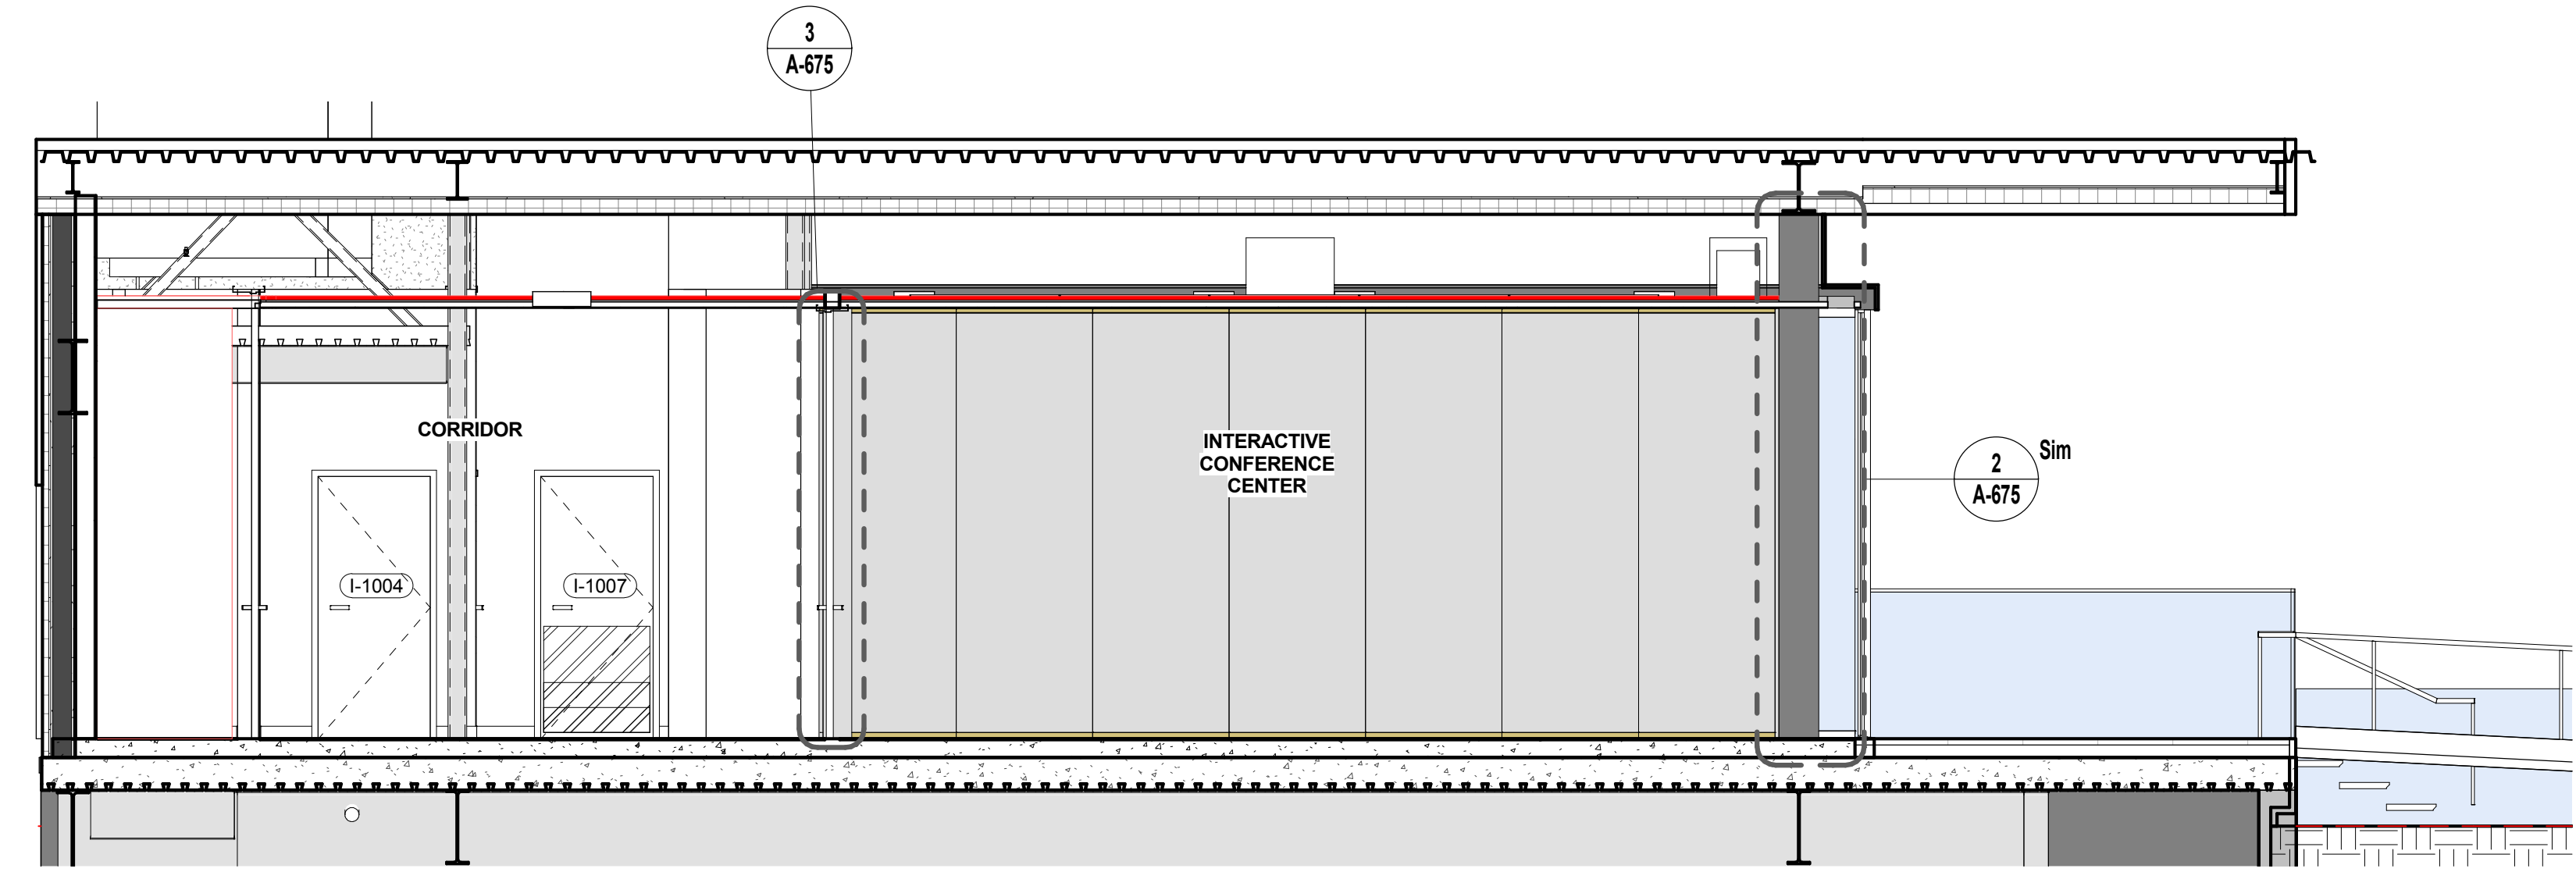 3
A-675
CORRIDOR
INTERACTIVE
CONFERENCE
CENTER
2
A-675
Sim
I-1004
I-1007